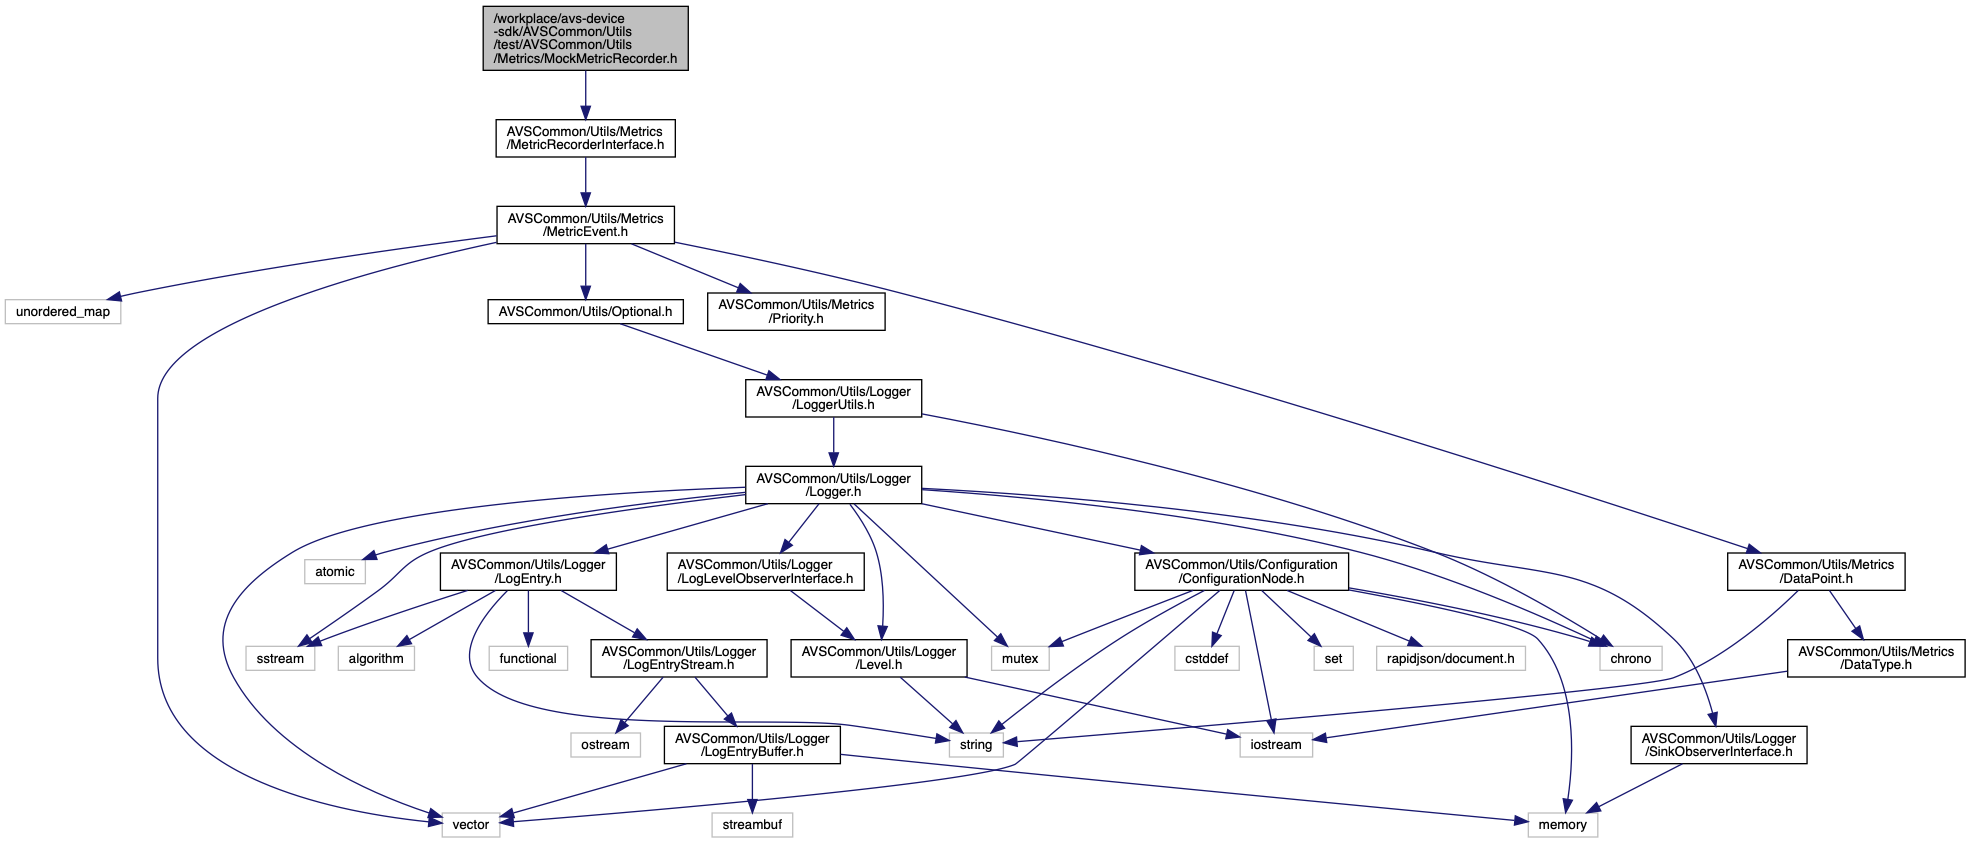 /workplace/avs-device
-sdk/AVSCommon/Utils
/test/AVSCommon/Utils
/Metrics/MockMetricRecorder.h
AVSCommon/Utils/Metrics
/MetricRecorderInterface.h
AVSCommon/Utils/Metrics
/MetricEvent.h
unordered_map
AVSCommon/Utils/Optional.h
AVSCommon/Utils/Metrics
/Priority.h
AVSCommon/Utils/Logger
/LoggerUtils.h
AVSCommon/Utils/Logger
/Logger.h
atomic
AVSCommon/Utils/Logger
/LogEntry.h
AVSCommon/Utils/Logger
/LogLevelObserverInterface.h
AVSCommon/Utils/Configuration
/ConfigurationNode.h
AVSCommon/Utils/Metrics
/DataPoint.h
sstream
algorithm
functional
AVSCommon/Utils/Logger
/LogEntryStream.h
AVSCommon/Utils/Logger
/Level.h
mutex
cstddef
set
rapidjson/document.h
chrono
AVSCommon/Utils/Metrics
/DataType.h
ostream
AVSCommon/Utils/Logger
/LogEntryBuffer.h
string
iostream
AVSCommon/Utils/Logger
/SinkObserverInterface.h
vector
streambuf
memory